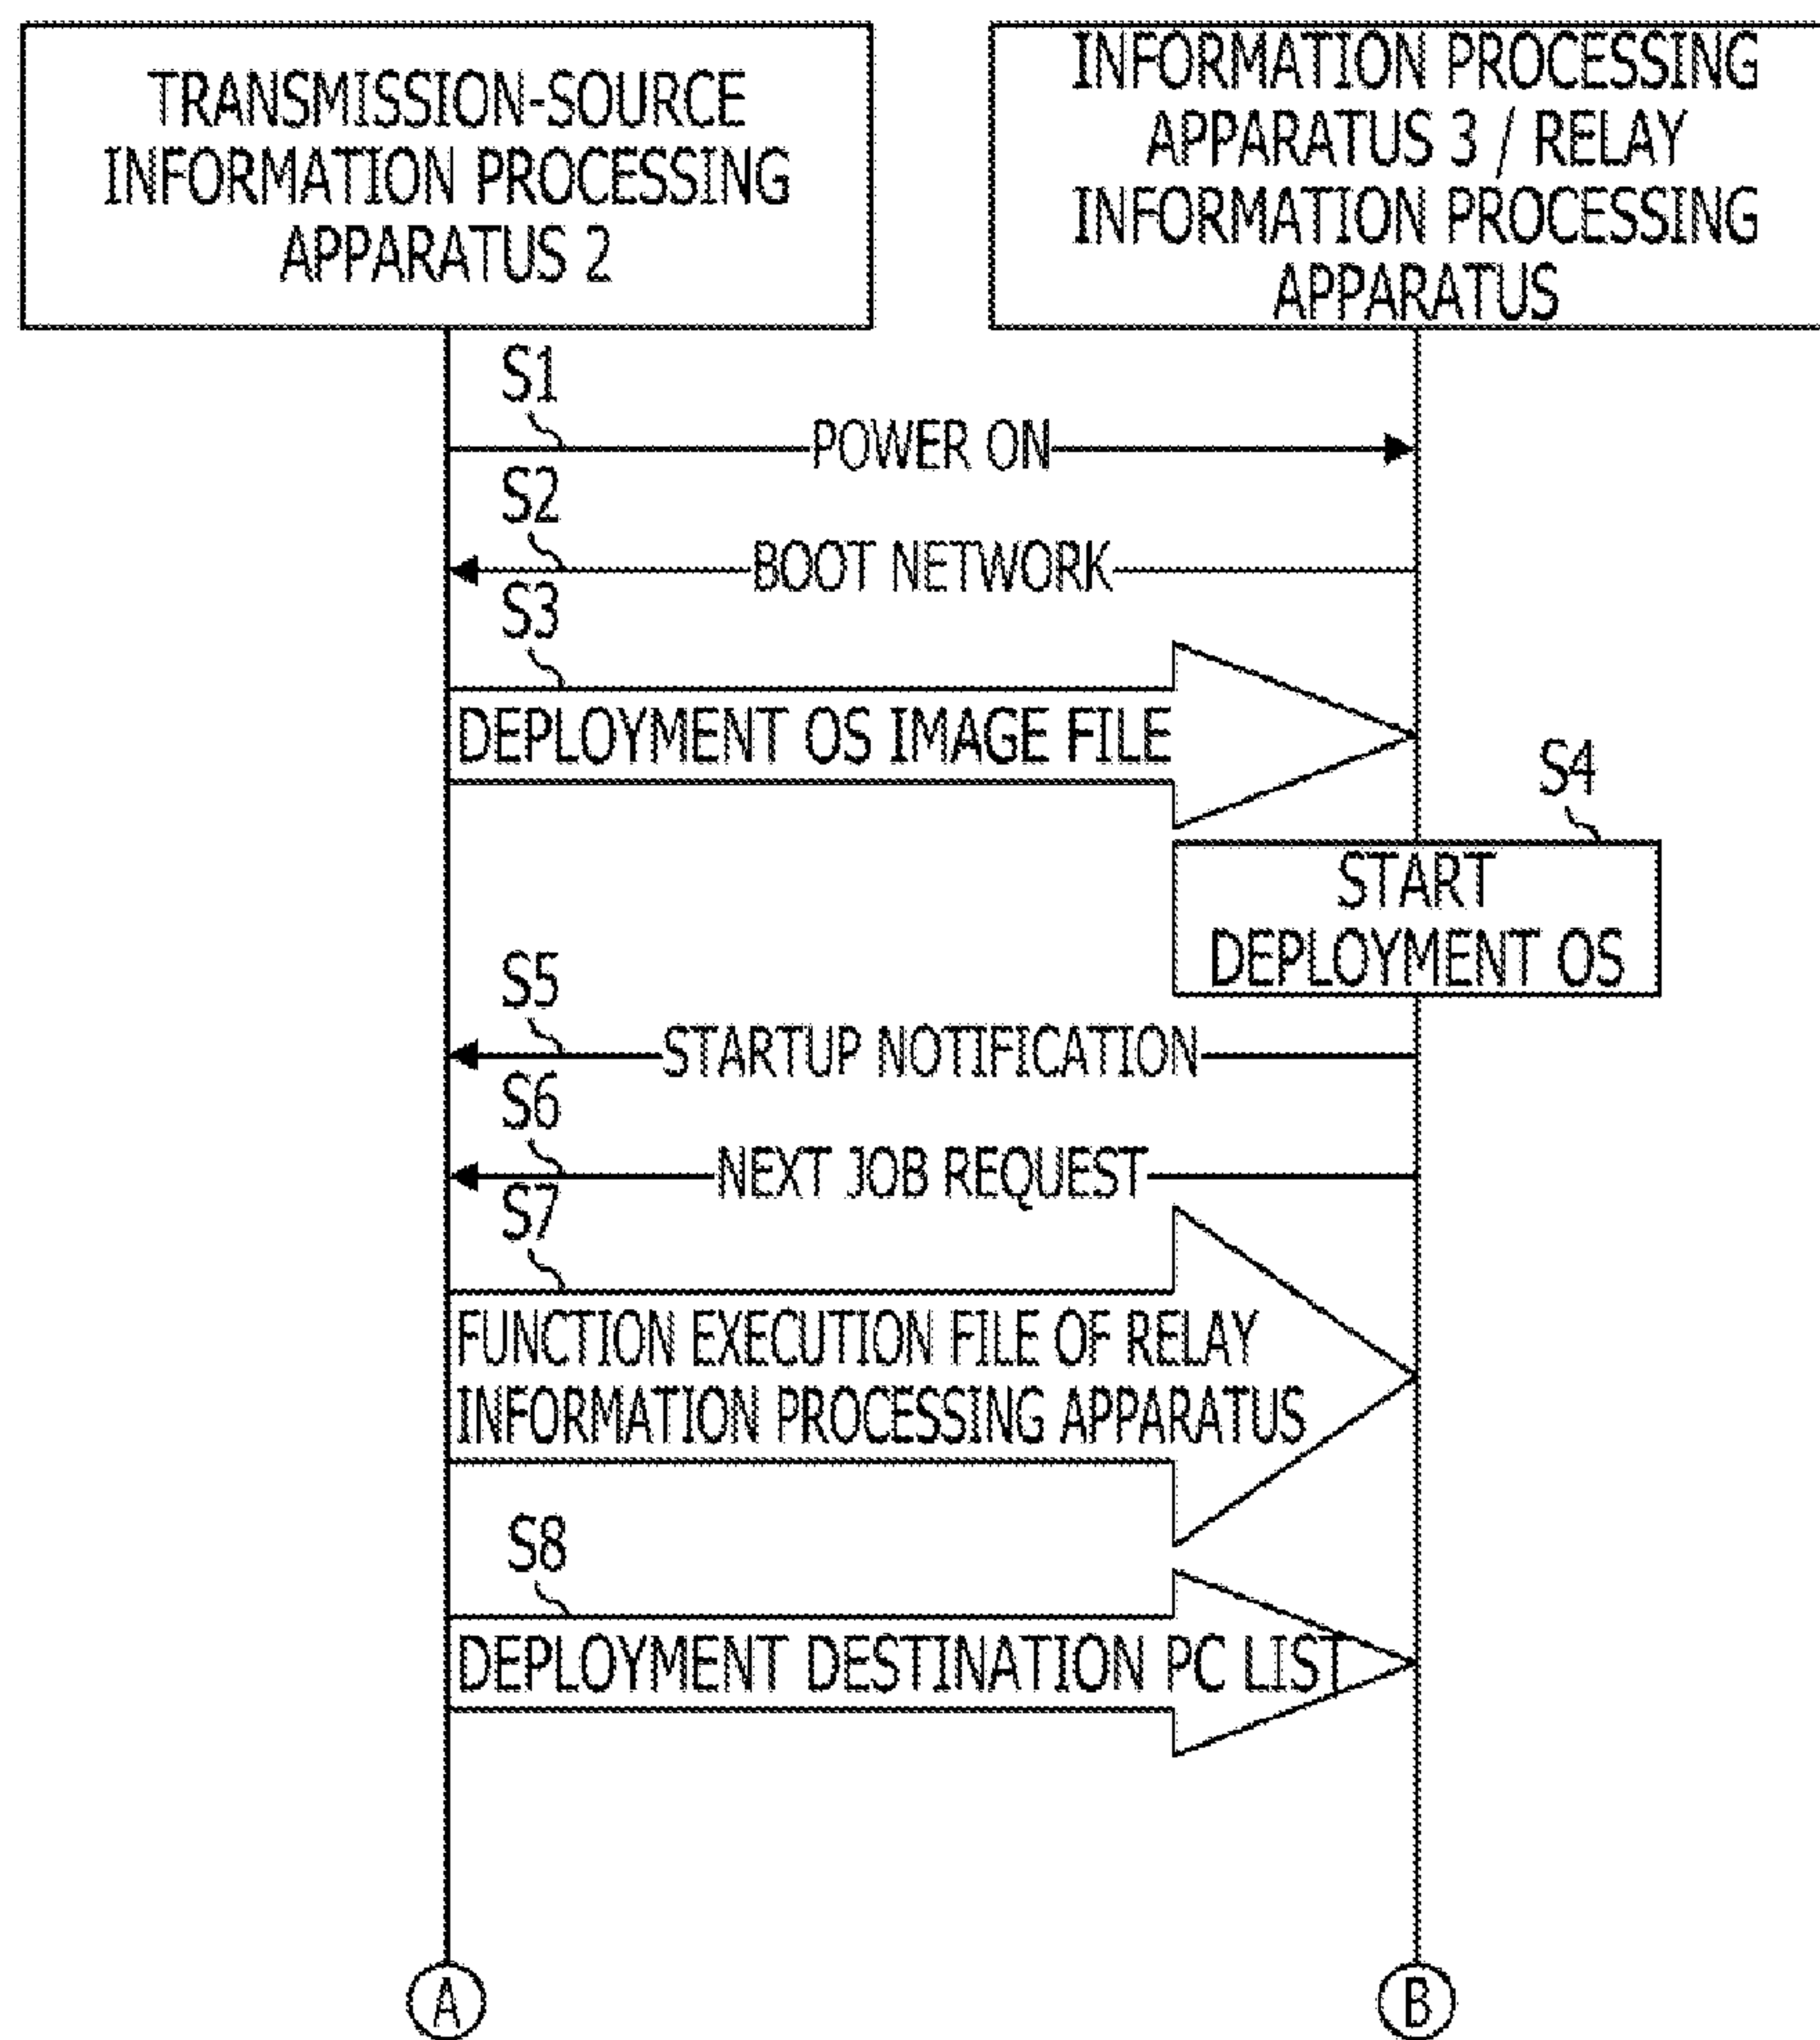 TRANSMISSION-SOURCE
INFORMATION PROCESSING
APPARATUS 2
INFORMATION PROCESSING
APPARATUS 3 / RELAY
INFORMATION PROCESSING
APPARATUS
S1
POWER ON
S2
BOOT NETWORK
S3
DEPLOYMENT OS IMAGE FILE
S4
START
DEPLOYMENT OS
S5
STARTUP NOTIFICATION
S6
NEXT JOB REQUEST
S7
FUNCTION EXECUTION FILE OF RELAY
INFORMATION PROCESSING APPARATUS
S8
DEPLOYMENT DESTINATION PC LIST
A
B